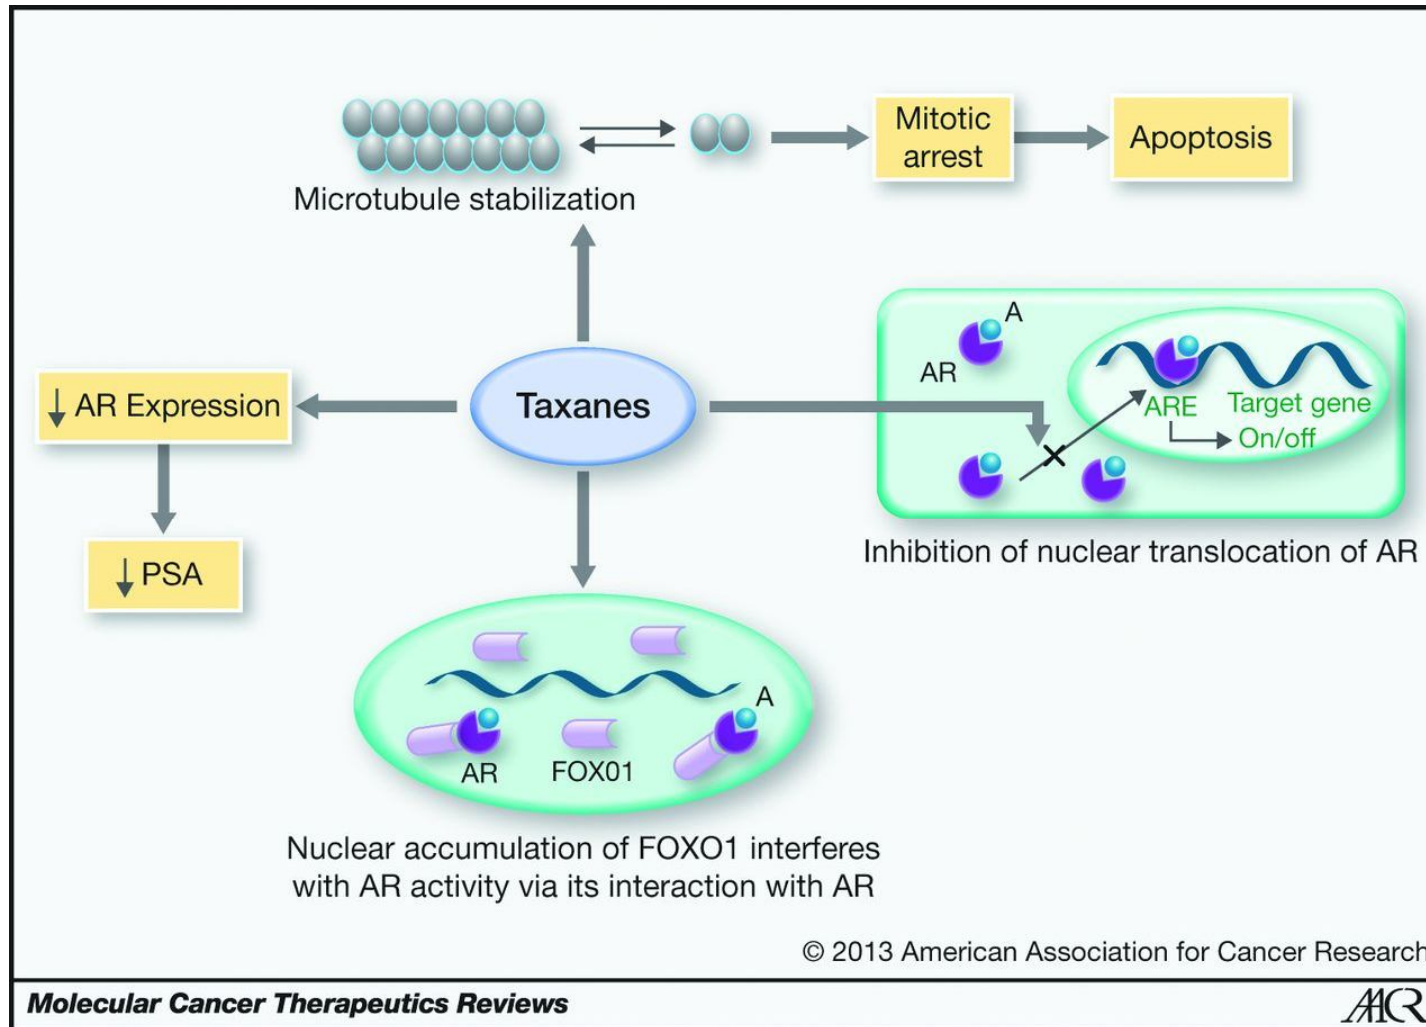 Mitotic
arrest
Apoptosis
Microtubule stabilization
A
AR
ARE
Target gene
On/off
Inhibition of nuclear translocation of AR
Taxanes
↓ AR Expression
↓ PSA
A
AR
FOX01
Nuclear accumulation of FOXO1 interferes
with AR activity via its interaction with AR
© 2013 American Association for Cancer Research
Molecular Cancer Therapeutics Reviews
AACR